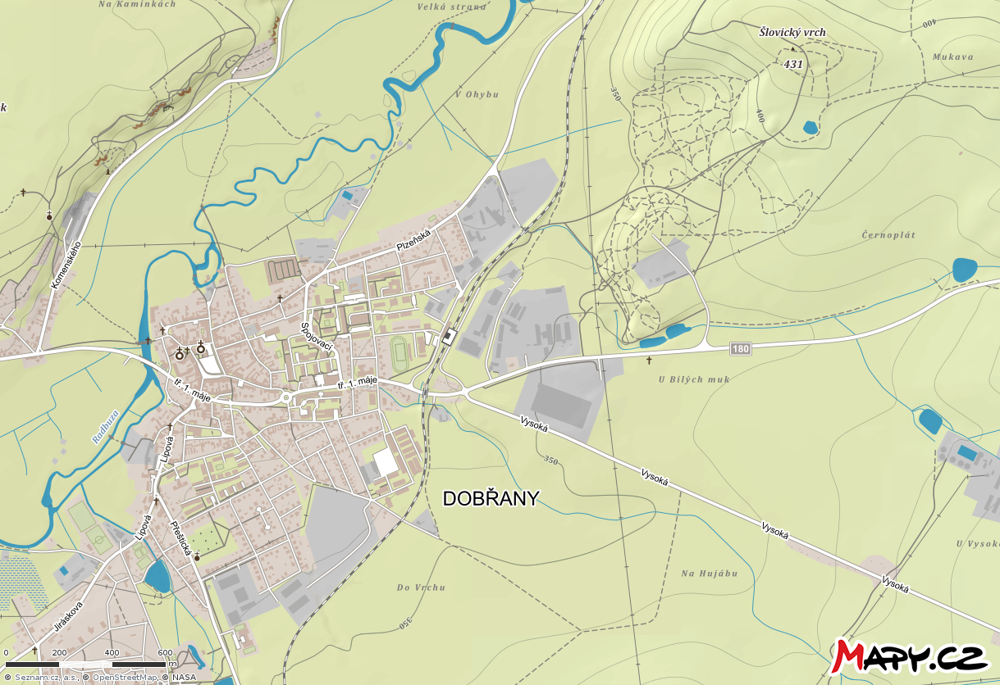 Na Kamínkách
Velká strana
400
Šlovický vrch
431
Mukava
350
V Ohybu
400
k
Komenského
Plzeňská
Černoplát
Spojovací
180
U Bílých muk
tř. 1. máje
tř. 1. máje
Radbuza
Vysoká
Lipová
350
Vysoká
DOBŘANY
Lipová
Přeštická
Vysoká
U Vysoké
Na Hujábu
Do Vrchu
Vysoká
Jiráskova
350
0 200 400 600 m
© Seznam.cz, a.s., © OpenStreetMap, © NASA
MAPY.CZ